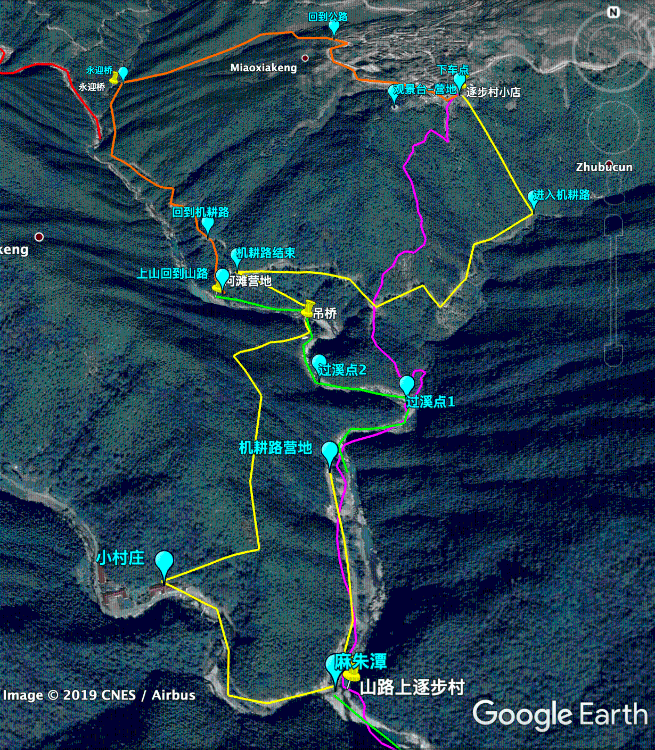 N
回到公路
永迎桥
永迎桥
Miaoxiakeng
下车点
观景台-营地
逐步村小店
Zhubucun
进入机耕路
回到机耕路
keng
机耕路结束
上山回到山路
河滩营地
吊桥
过溪点2
过溪点1
机耕路营地
小村庄
麻朱潭
山路上逐步村
Image © 2019 CNES / Airbus
Google Earth